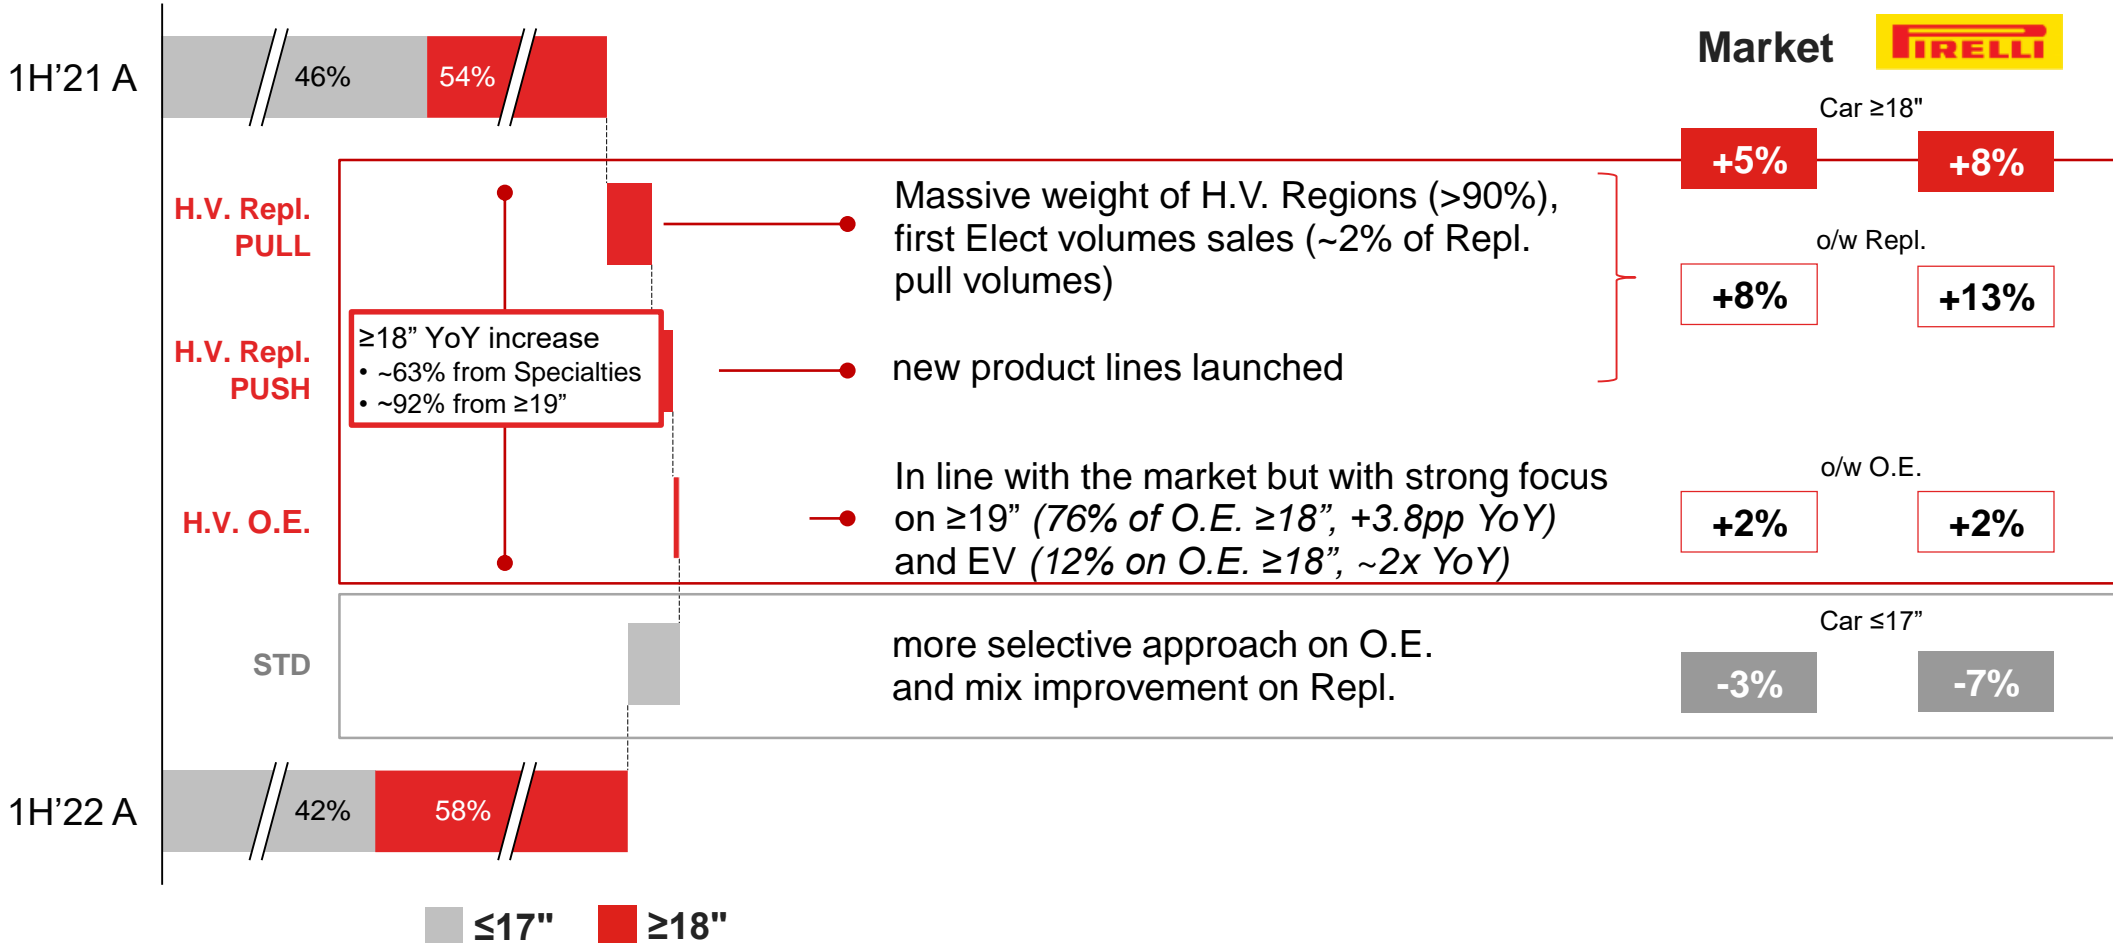 1H’21 A
46%
54%
Market
PIRELLI
Car ≥18"
+5%
+8%
H.V. Repl.
PULL
Massive weight of H.V. Regions (>90%),
first Elect volumes sales (~2% of Repl.
pull volumes)
o/w Repl.
+8%
+13%
H.V. Repl.
PUSH
≥18” YoY increase
• ~63% from Specialties
• ~92% from ≥19”
new product lines launched
H.V. O.E.
In line with the market but with strong focus
on ≥19” (76% of O.E. ≥18”, +3.8pp YoY)
and EV (12% on O.E. ≥18”, ~2x YoY)
o/w O.E.
+2%
+2%
STD
more selective approach on O.E.
and mix improvement on Repl.
Car ≤17”
-3%
-7%
1H’22 A
42%
58%
≤17"
≥18"